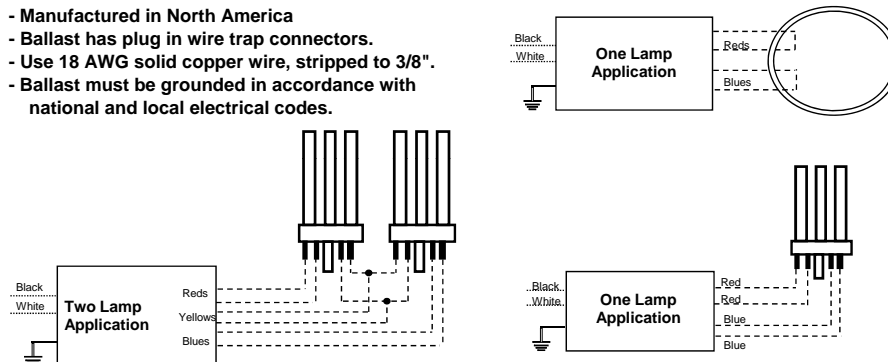 - Manufactured in North America
- Ballast has plug in wire trap connectors.
- Use 18 AWG solid copper wire, stripped to 3/8".
- Ballast must be grounded in accordance with
national and local electrical codes.
Black
White
One Lamp
Application
Reds
Blues
Black
White
Two Lamp
Application
Reds
Yellows
Blues
Black
White
One Lamp
Application
Red
Red
Blue
Blue